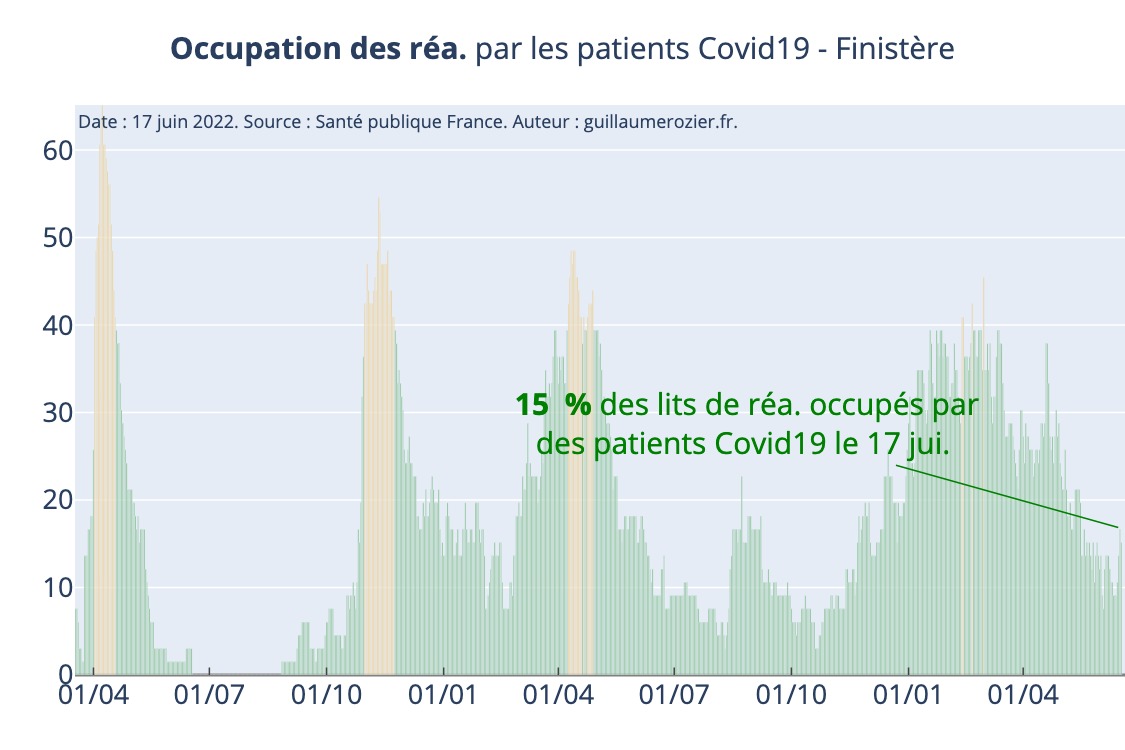 Occupation des réa. par les patients Covid19 - Finistère
Date : 17 juin 2022. Source : Santé publique France. Auteur : guillaumerozier.fr.
60
50
40
30
20
10
0
15 % des lits de réa. occupés par
des patients Covid19 le 17 jui.
01/04 01/07 01/10 01/01 01/04 01/07 01/10 01/01 01/04